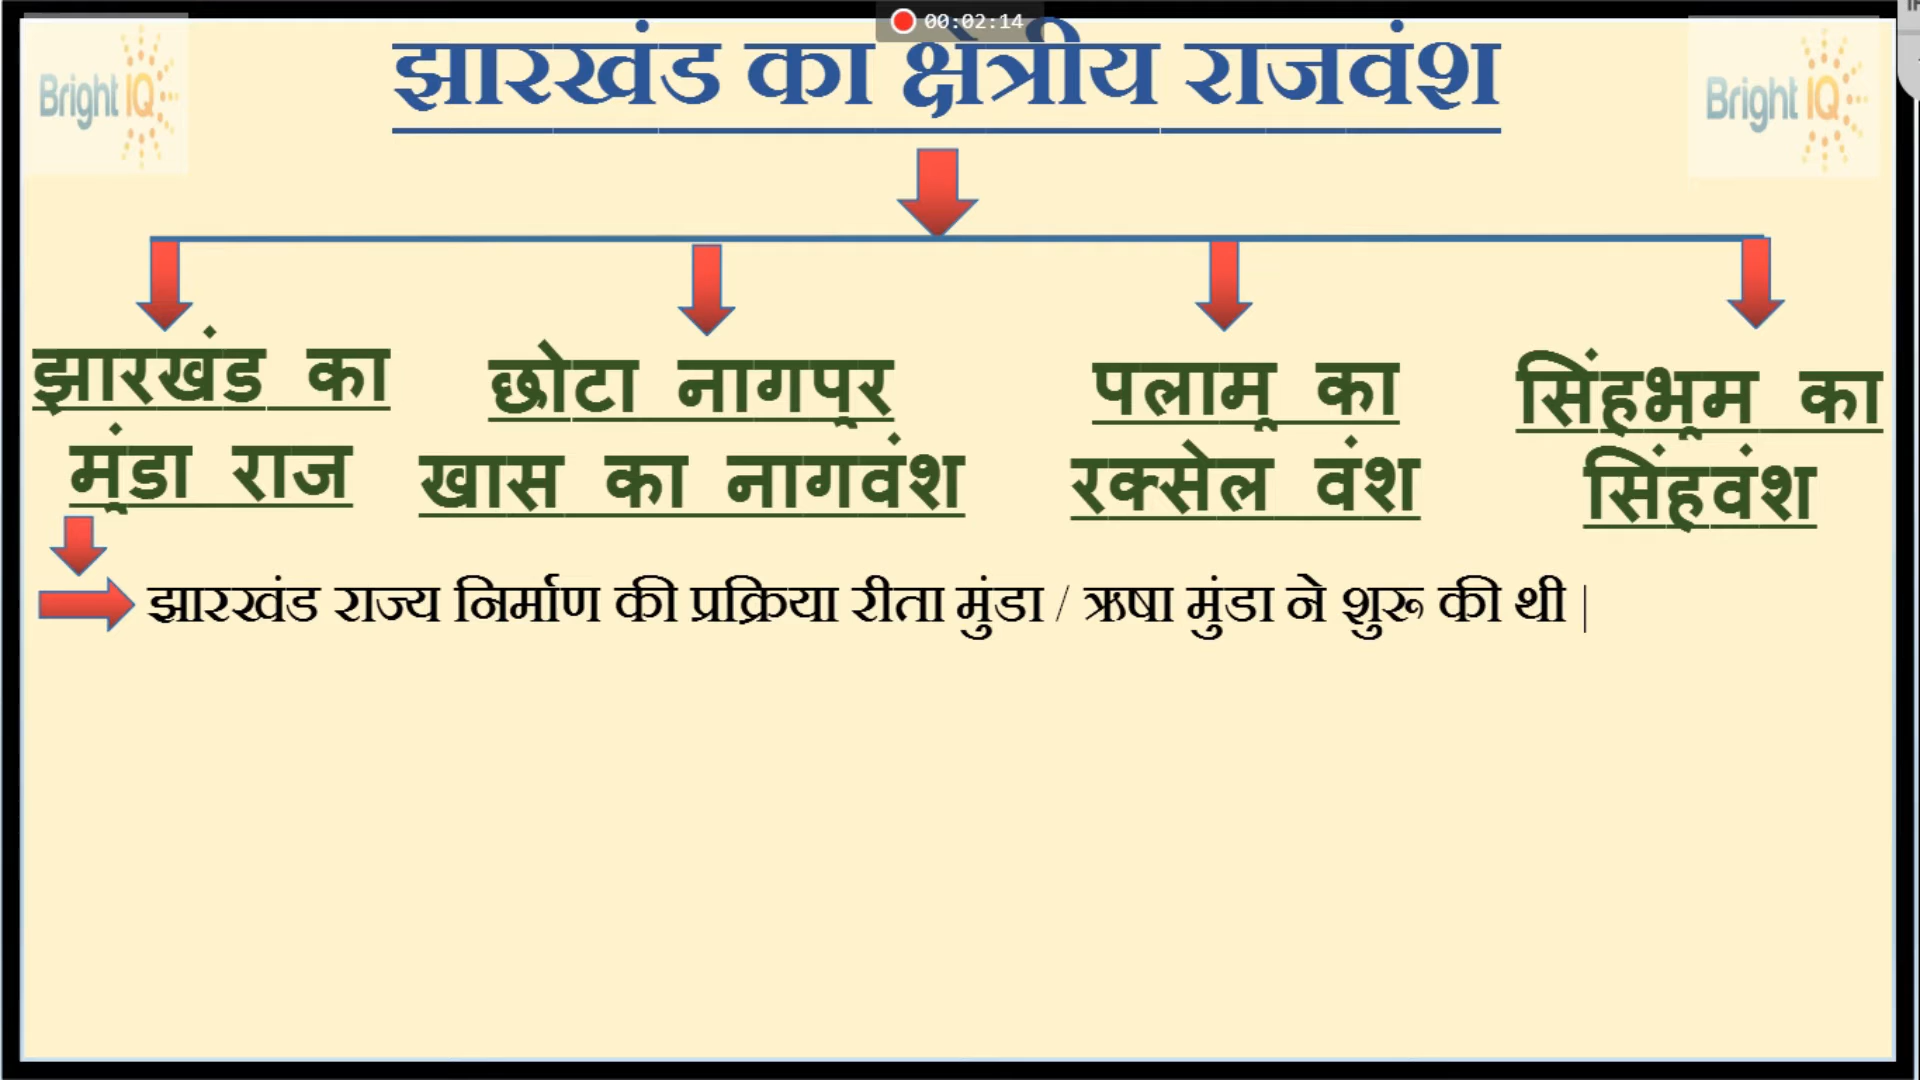 00:02:14
झारखंड का क्षेत्रीय राजवंश
Bright IQ
Bright IQ
झारखंड का
मुंडा राज
छोटा नागपुर
खास का नागवंश
पलामू का
रक्सेल वंश
सिंहभूम का
सिंहवंश
झारखंड राज्य निर्माण की प्रक्रिया रीता मुंडा / ऋषा मुंडा ने शुरू की थी |